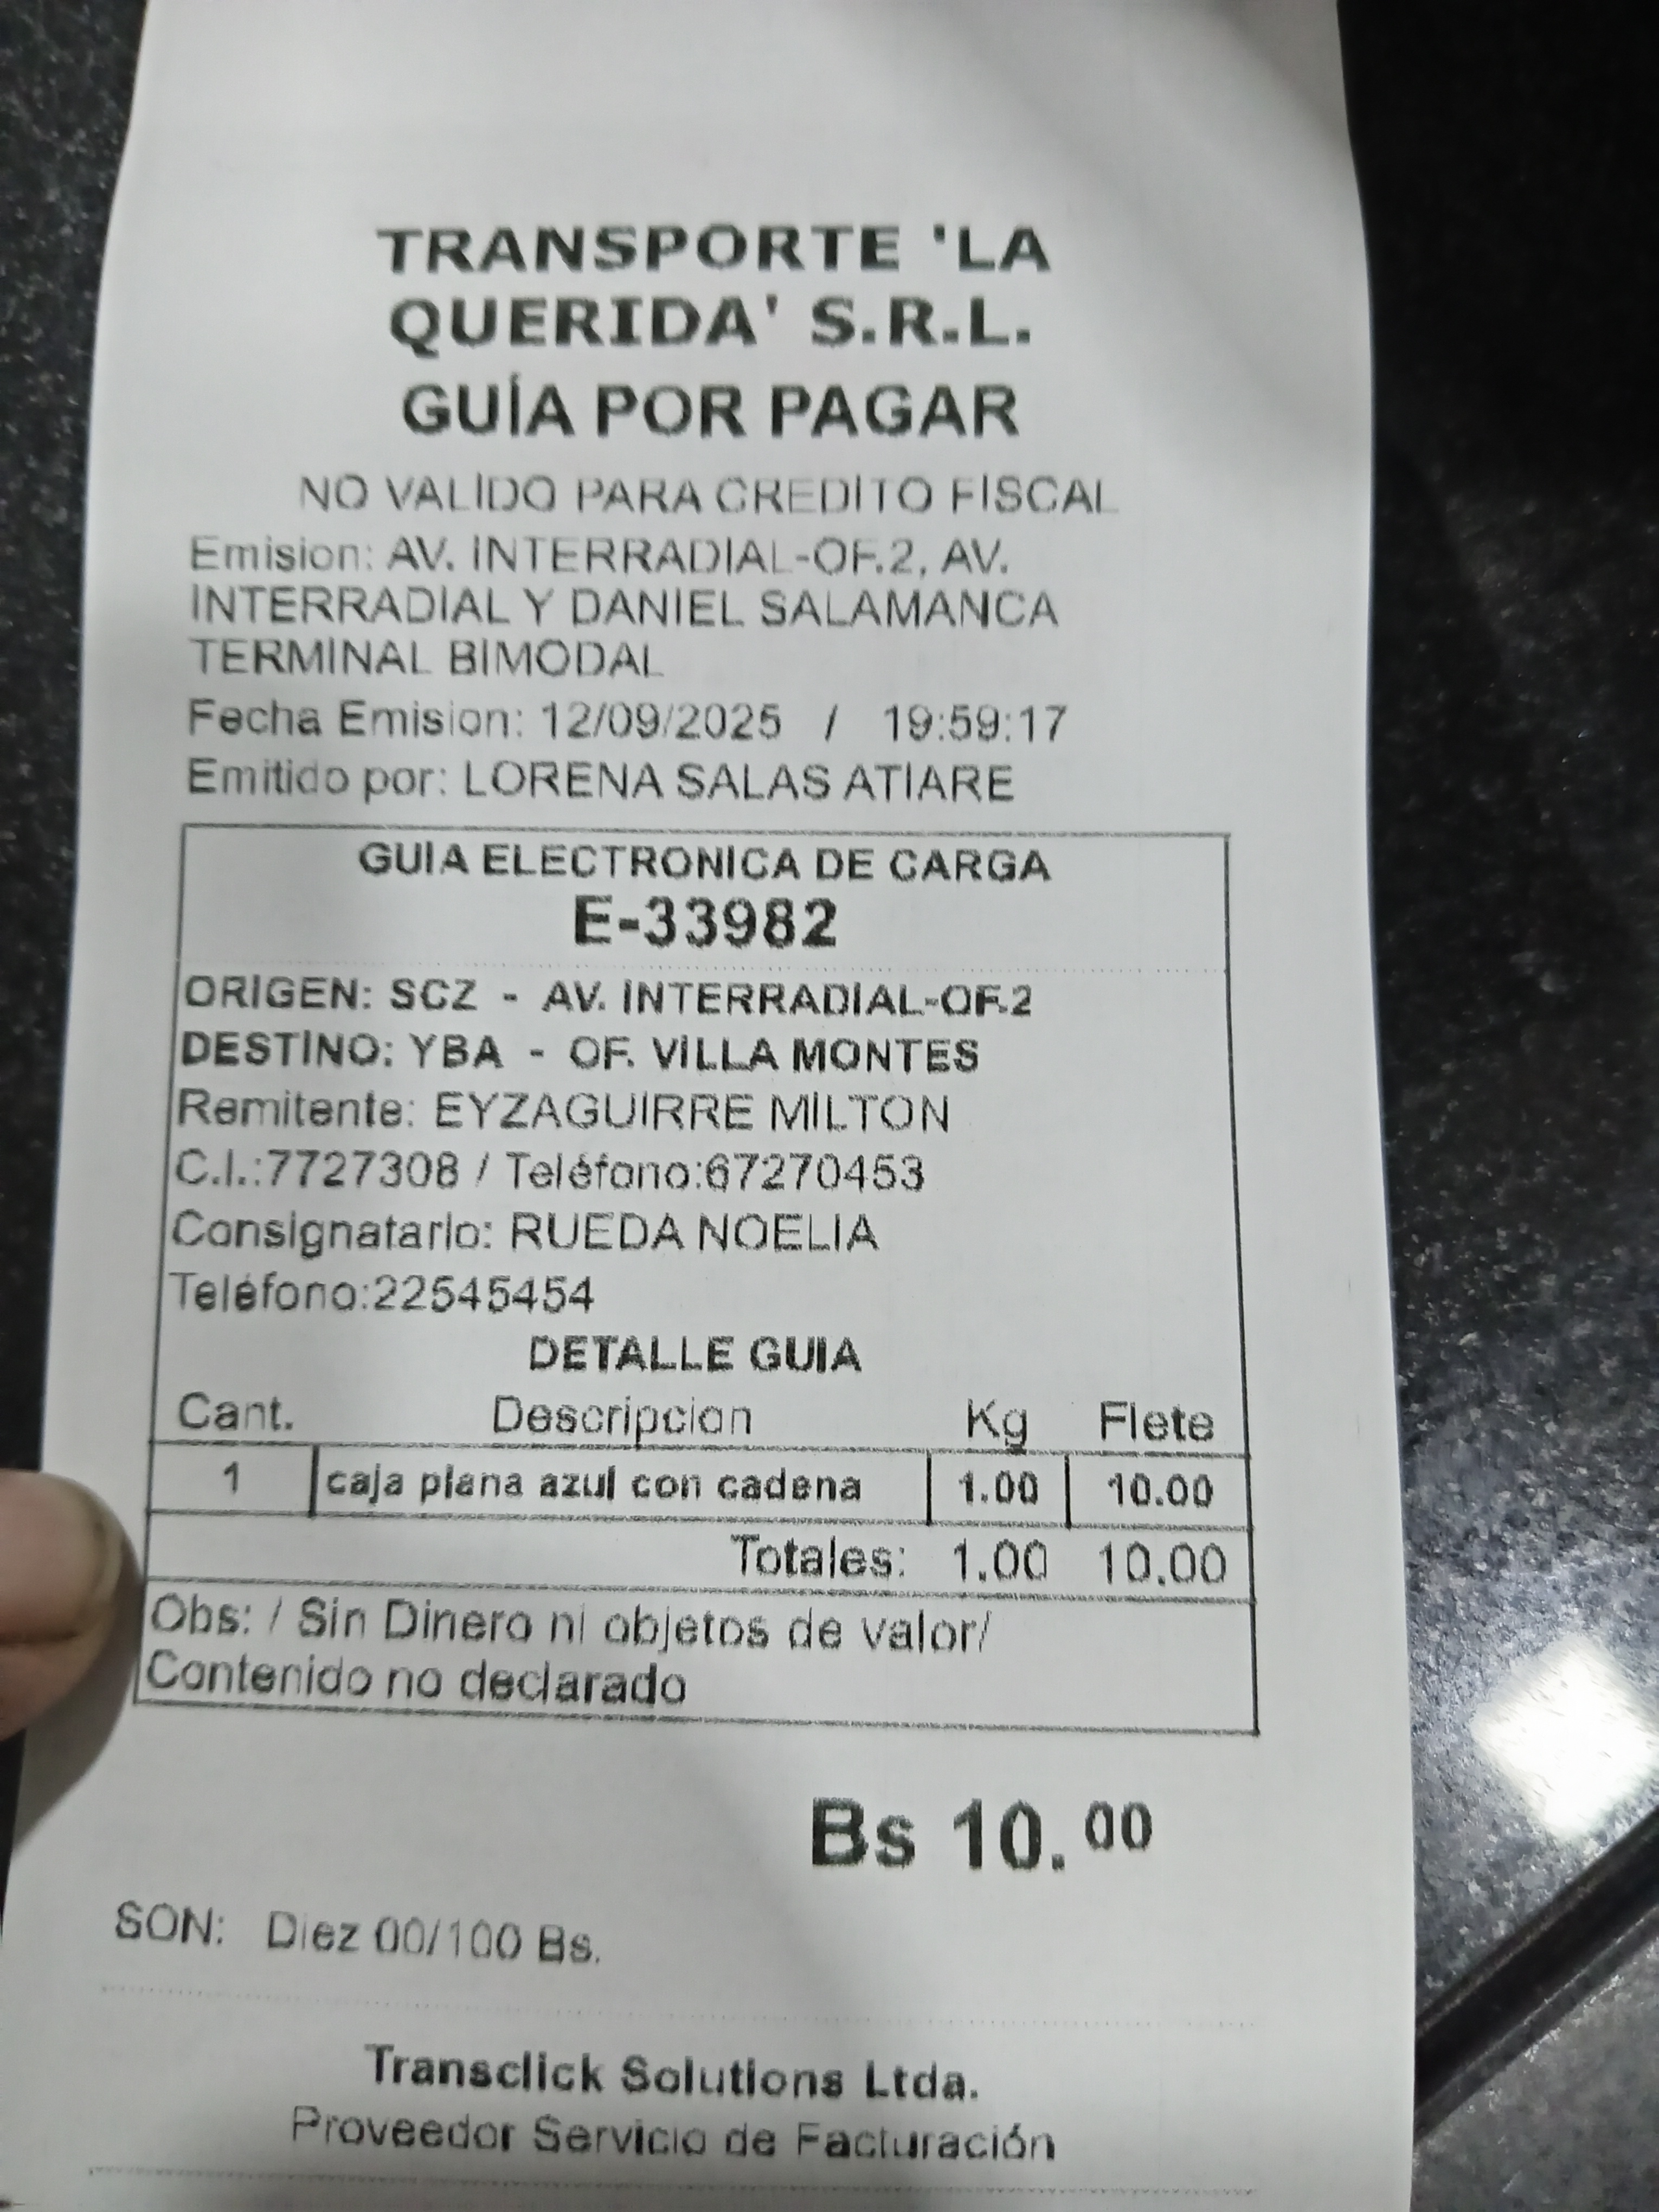 TRANSPORTE 'LA
QUERIDA' S.R.L.
GUÍA POR PAGAR
NO VALIDO PARA CREDITO FISCAL
Emision: AV. INTERRADIAL-OF.2, AV.
INTERRADIAL Y DANIEL SALAMANCA
TERMINAL BIMODAL
Fecha Emision: 12/09/2025 / 19:59:17
Emitido por: LORENA SALAS ATIARE
GUIA ELECTRONICA DE CARGA
E-33982
ORIGEN: SCZ - AV. INTERRADIAL-OF.2
DESTINO: YBA - OF. VILLA MONTES
Remitente: EYZAGUIRRE MILTON
C.I.:7727308 / Teléfono:67270453
Consignatario: RUEDA NOELIA
Teléfono:22545454
DETALLE GUIA
Cant. Descripcion Kg Flete
1 caja plana azul con cadena 1.00 10.00
Totales: 1.00 10.00
Obs: / Sin Dinero ni objetos de valor/
Contenido no declarado
Bs 10.00
SON: Diez 00/100 Bs.
Transclick Solutions Ltda.
Proveedor Servicio de Facturación